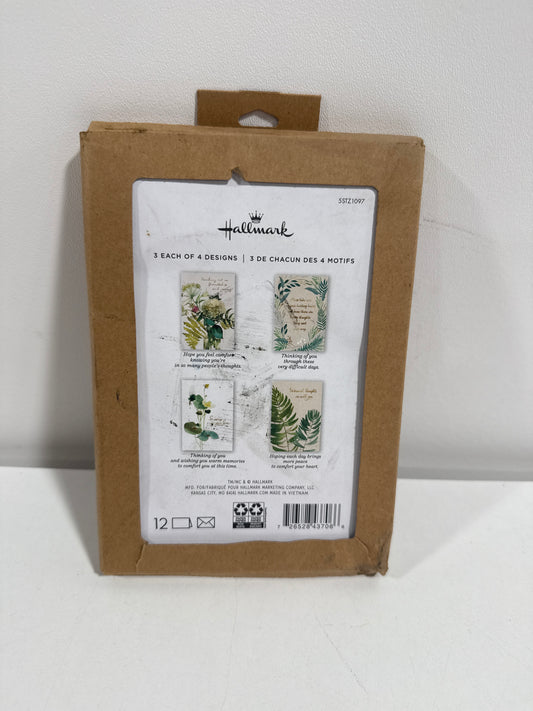 5STZ1097
Hallmark
3 EACH OF 4 DESIGNS | 3 DE CHACUN DES 4 MOTIFS
Hope you feel comfort
knowing you're
in so many people's thoughts.
Thinking of you
through these
very difficult days.
Thinking of you
and wishing you warm memories
to comfort you at this time.
Hoping each day brings
more peace
to comfort your heart.
TM/MC & © HALLMARK
MFD. FOR/FABRIQUÉ POUR HALLMARK MARKETING COMPANY, LLC
KANSAS CITY, MO 64141 HALLMARK.COM MADE IN VIETNAM
12
7 26528 43708 6